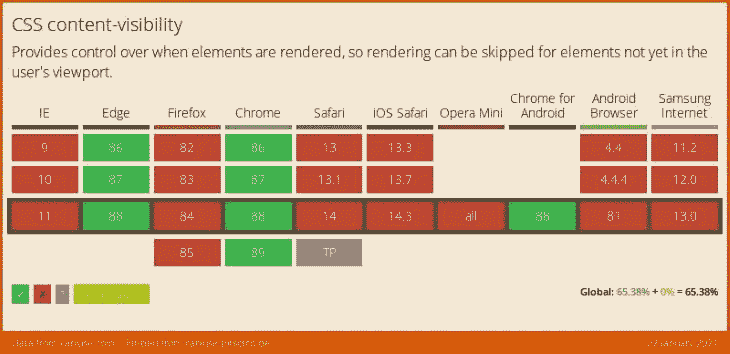 CSS content-visibility
Provides control over when elements are rendered, so rendering can be skipped for elements not yet in the
user's viewport.
IE Edge Firefox Chrome Safari iOS Safari Opera Mini Chrome for Android Android Browser Samsung Internet
9 86 82 86 13 13.3 4.4 11.2
10 87 83 87 13.1 13.7 4.4.4 12.0
11 88 84 88 14 14.3 all 88 81 13.0
85 89 TP
✓ ✗ ?
Global: 65.38% + 0% = 65.38%
Data from caniuse.com